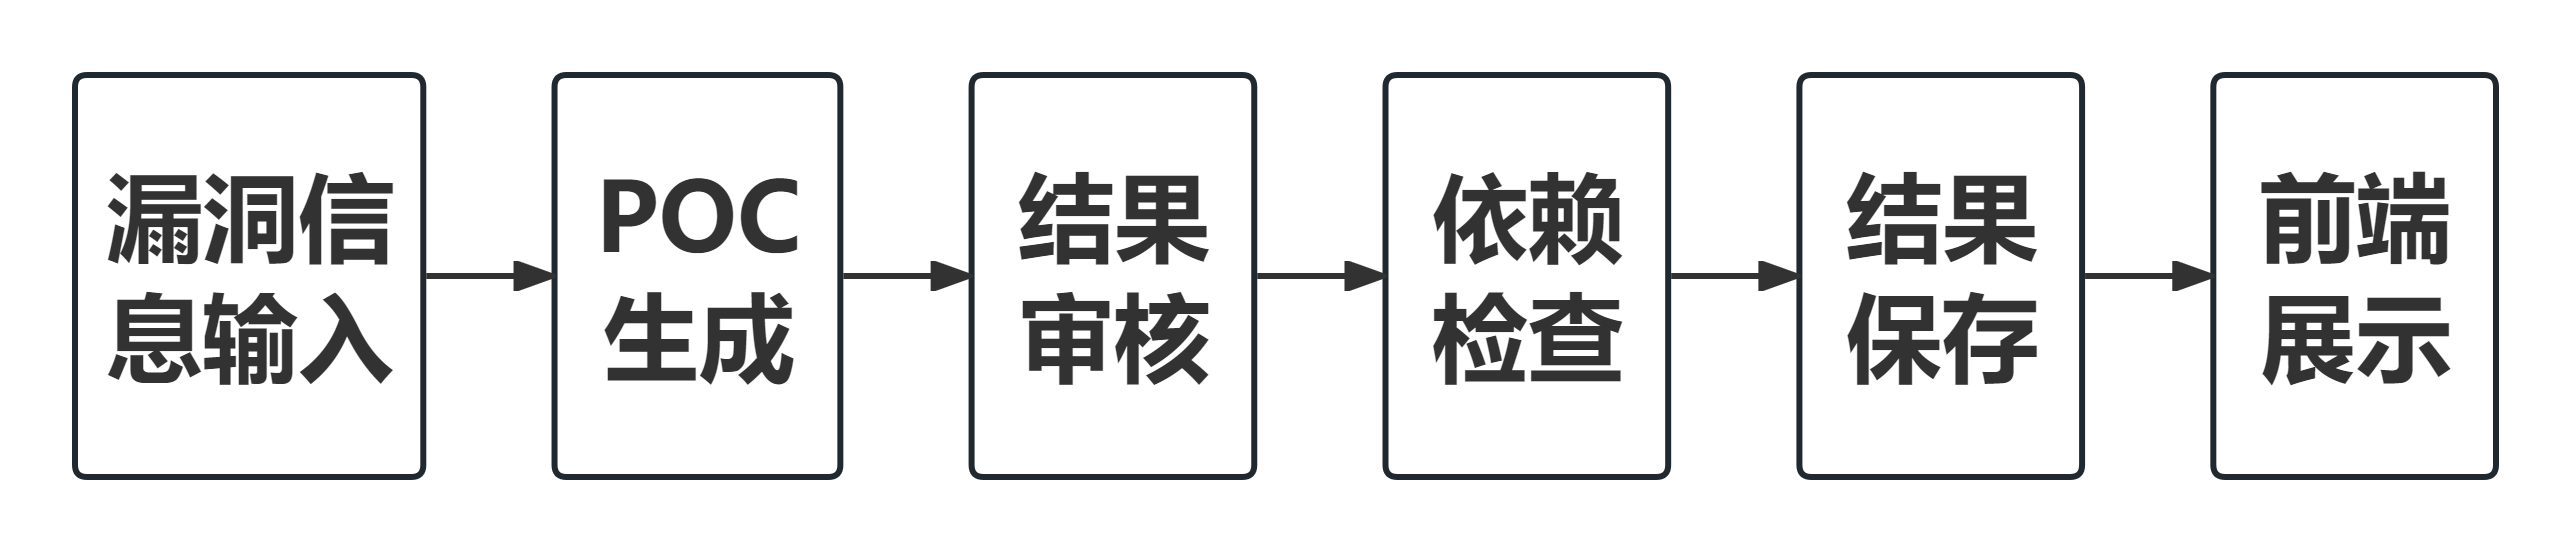 漏洞信
息输入
POC
生成
结果
审核
依赖
检查
结果
保存
前端
展示